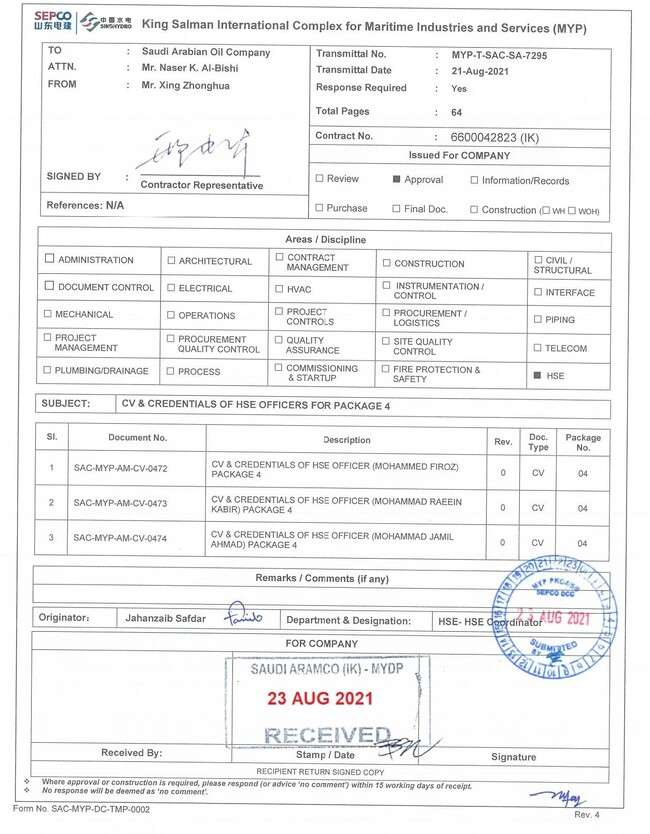 SEPCO
山东电建
中国水电
SINOHYDRO
King Salman International Complex for Maritime Industries and Services (MYP)
TO : Saudi Arabian Oil Company
ATTN. : Mr. Naser K. Al-Bishi
FROM : Mr. Xing Zhonghua
SIGNED BY :
Contractor Representative
References: N/A
Transmittal No. : MYP-T-SAC-SA-7295
Transmittal Date : 21-Aug-2021
Response Required : Yes
Total Pages : 64
Contract No. : 6600042823 (IK)
Issued For COMPANY
☐ Review ■ Approval ☐ Information/Records
☐ Purchase ☐ Final Doc. ☐ Construction (☐ WH ☐ WOH)
Areas / Discipline
☐ ADMINISTRATION ☐ ARCHITECTURAL ☐ CONTRACT MANAGEMENT ☐ CONSTRUCTION ☐ CIVIL / STRUCTURAL
☐ DOCUMENT CONTROL ☐ ELECTRICAL ☐ HVAC ☐ INSTRUMENTATION / CONTROL ☐ INTERFACE
☐ MECHANICAL ☐ OPERATIONS ☐ PROJECT CONTROLS ☐ PROCUREMENT / LOGISTICS ☐ PIPING
☐ PROJECT MANAGEMENT ☐ PROCUREMENT QUALITY CONTROL ☐ QUALITY ASSURANCE ☐ SITE QUALITY CONTROL ☐ TELECOM
☐ PLUMBING/DRAINAGE ☐ PROCESS ☐ COMMISSIONING & STARTUP ☐ FIRE PROTECTION & SAFETY ■ HSE
SUBJECT: CV & CREDENTIALS OF HSE OFFICERS FOR PACKAGE 4
Sl. Document No. Description Rev. Doc. Type Package No.
1 SAC-MYP-AM-CV-0472 CV & CREDENTIALS OF HSE OFFICER (MOHAMMED FIROZ) PACKAGE 4 0 CV 04
2 SAC-MYP-AM-CV-0473 CV & CREDENTIALS OF HSE OFFICER (MOHAMMAD RAEEIN KABIR) PACKAGE 4 0 CV 04
3 SAC-MYP-AM-CV-0474 CV & CREDENTIALS OF HSE OFFICER (MOHAMMAD JAMIL AHMAD) PACKAGE 4 0 CV 04
Remarks / Comments (if any)
Originator: Jahanzaib Safdar Department & Designation: HSE- HSE Coordinator
SEPCO DCC
23 AUG 2021
SUBMITTED
BY
FOR COMPANY
SAUDI ARAMCO (IK) - MYDP
23 AUG 2021
RECEIVED
Received By: Stamp / Date Signature
RECIPIENT RETURN SIGNED COPY
❖ Where approval or construction is required, please respond (or advice 'no comment') within 15 working days of receipt.
❖ No response will be deemed as 'no comment'.
Form No. SAC-MYP-DC-TMP-0002
Rev. 4